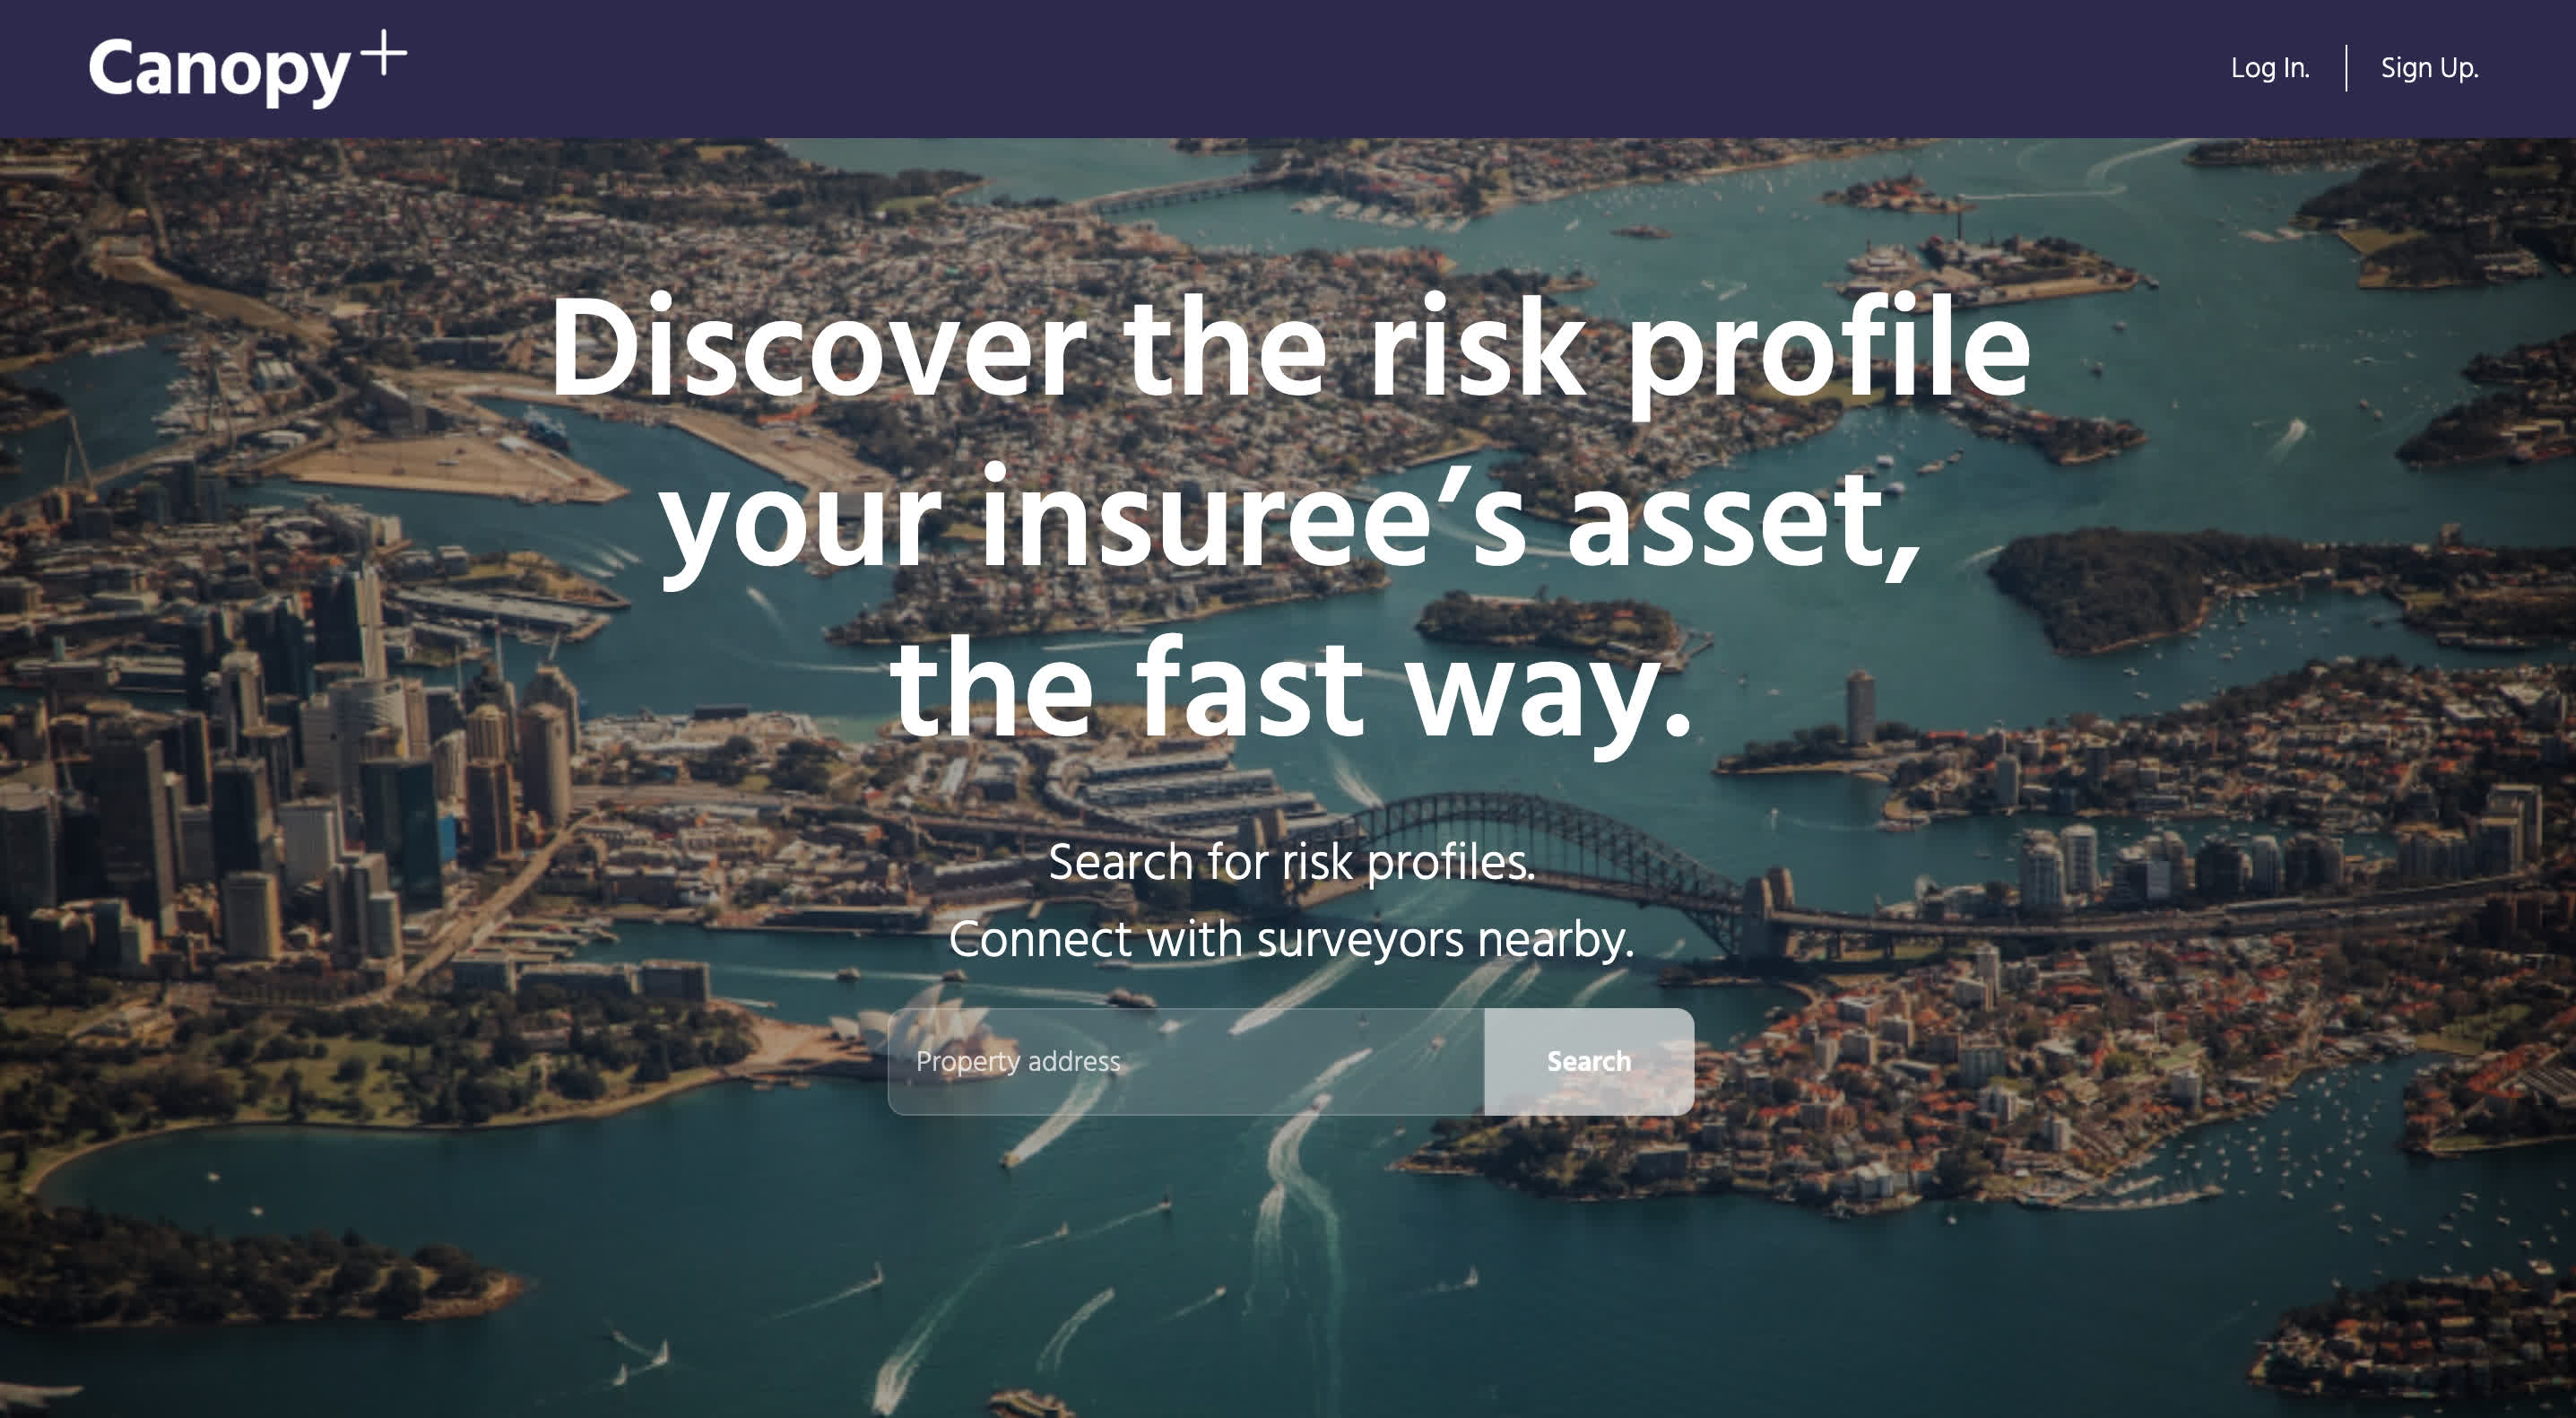 Canopy+
Log In.
Sign Up.
Discover the risk profile
your insuree’s asset,
the fast way.
Search for risk profiles.
Connect with surveyors nearby.
Property address
Search